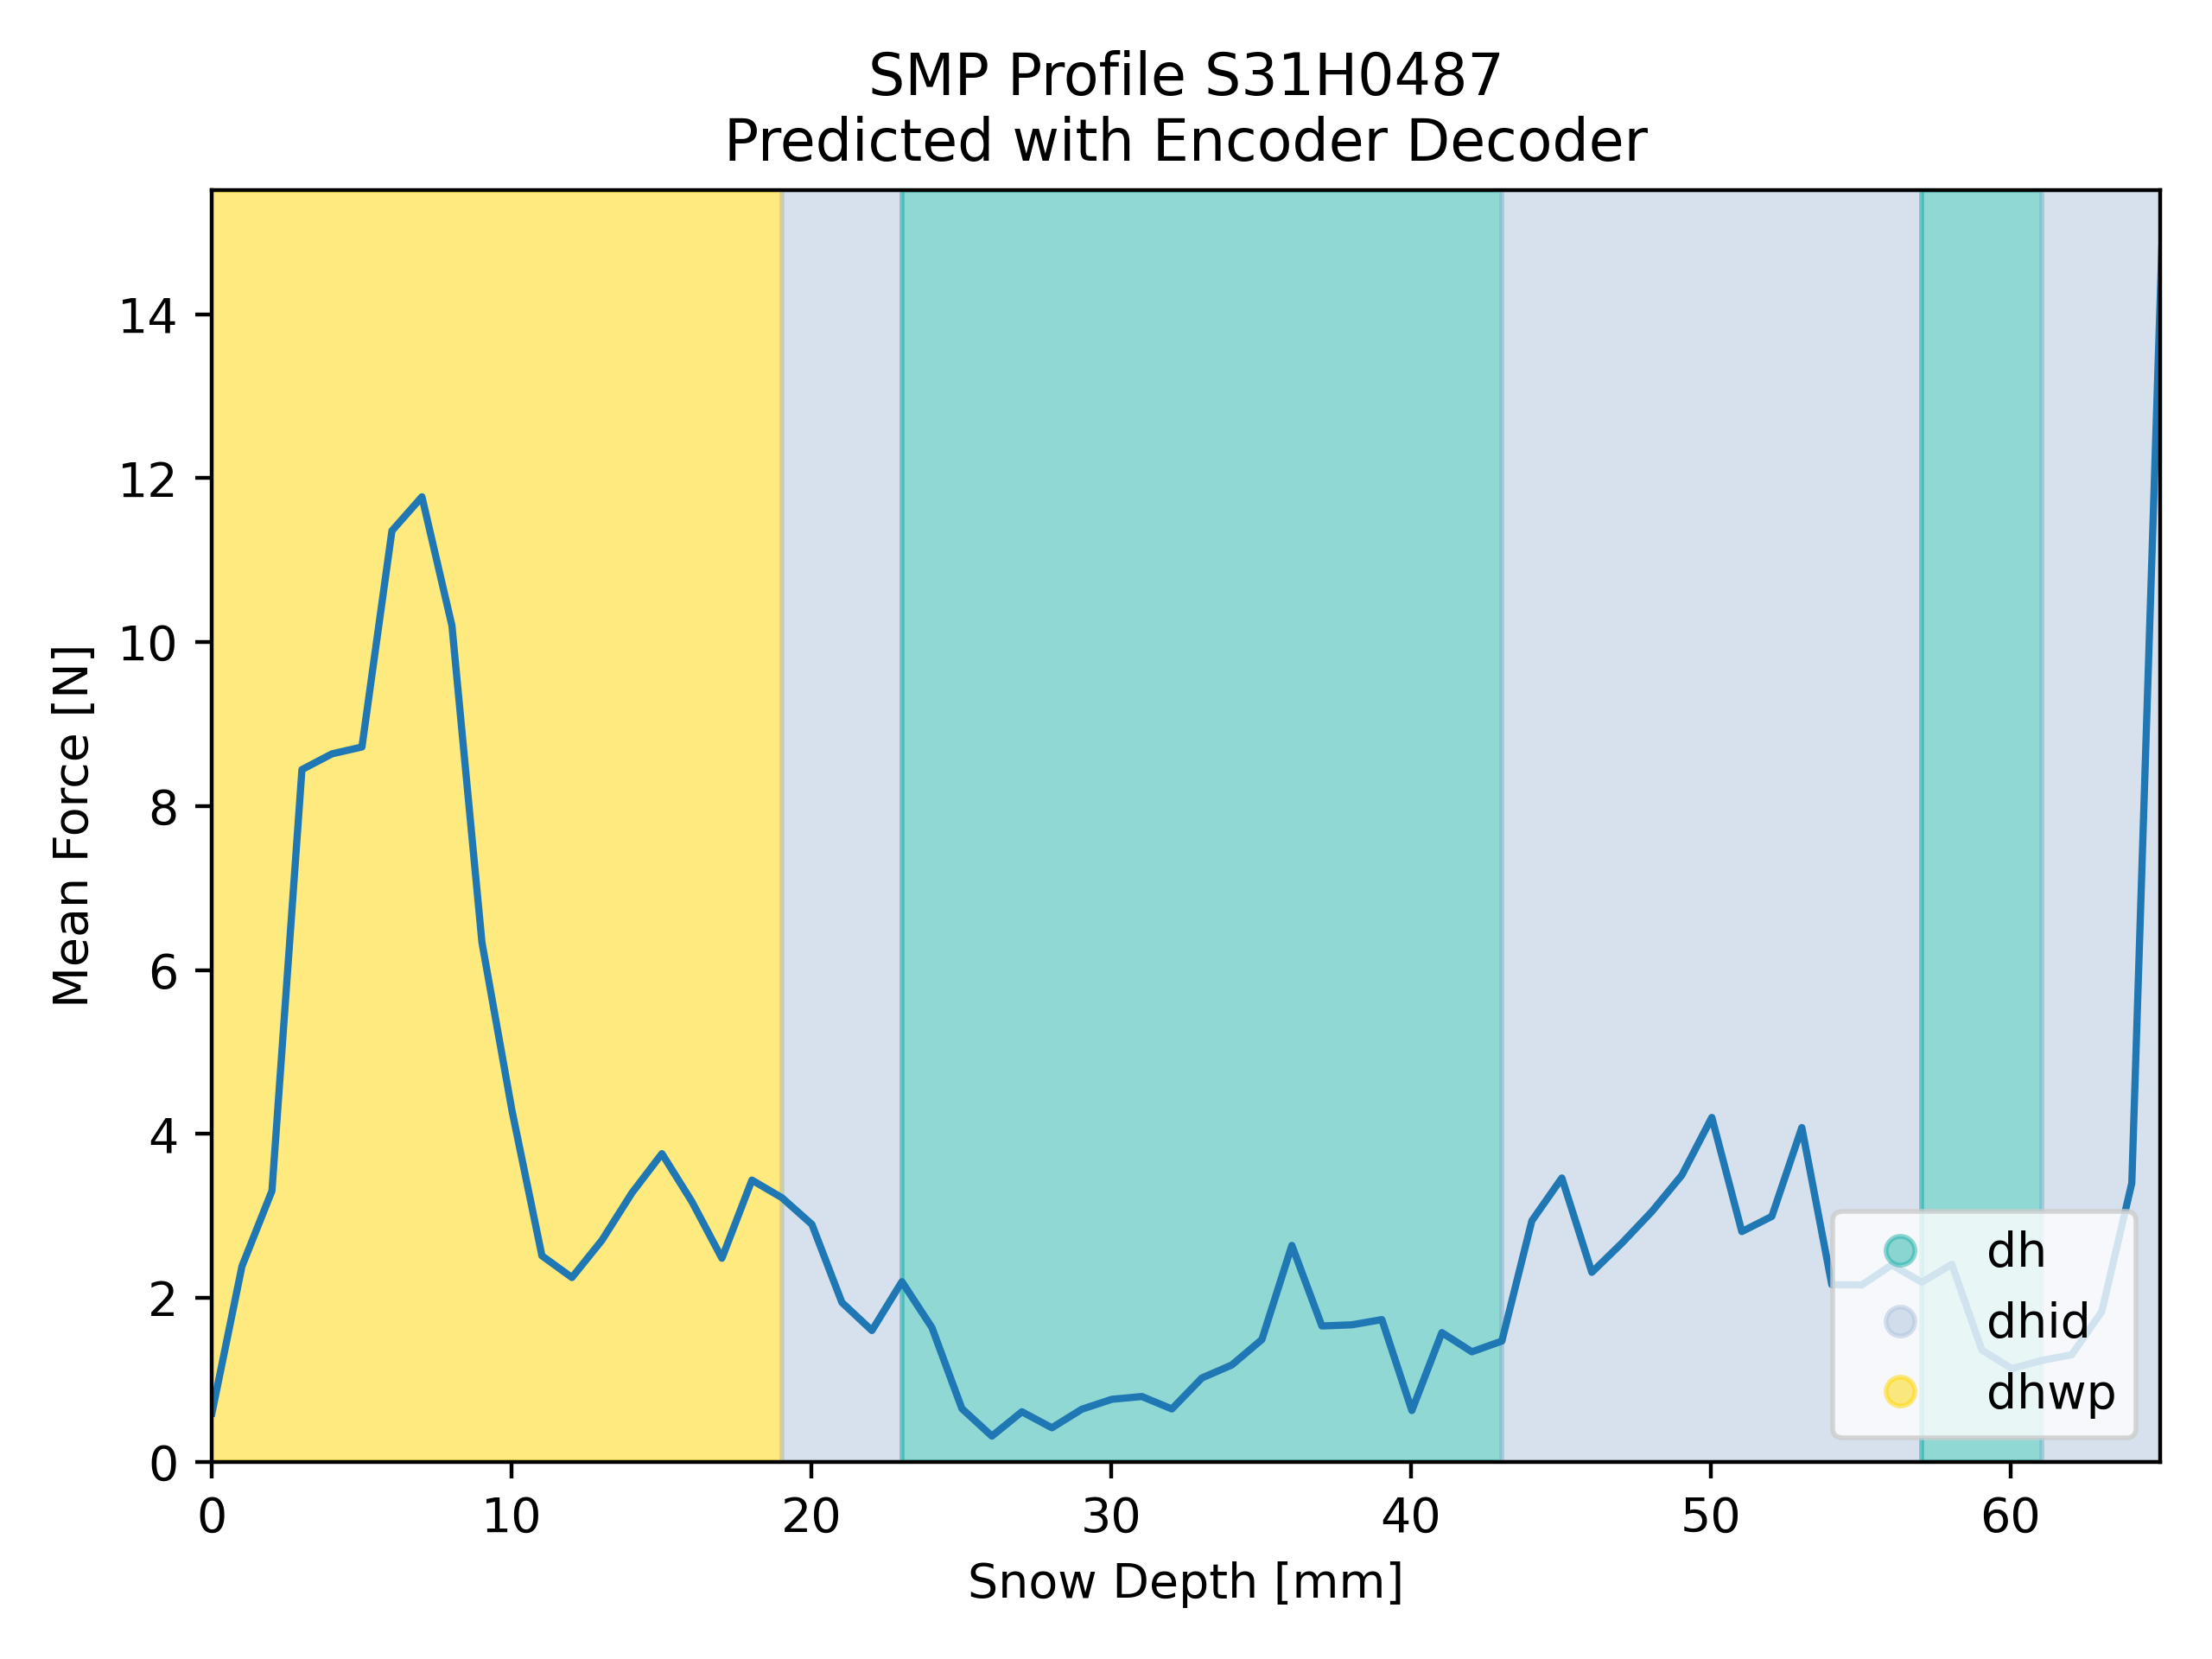 SMP Profile S31H0487
Predicted with Encoder Decoder
Mean Force [N]
14
12
10
8
6
4
2
0
dh
dhid
dhwp
0 10 20 30 40 50 60
Snow Depth [mm]